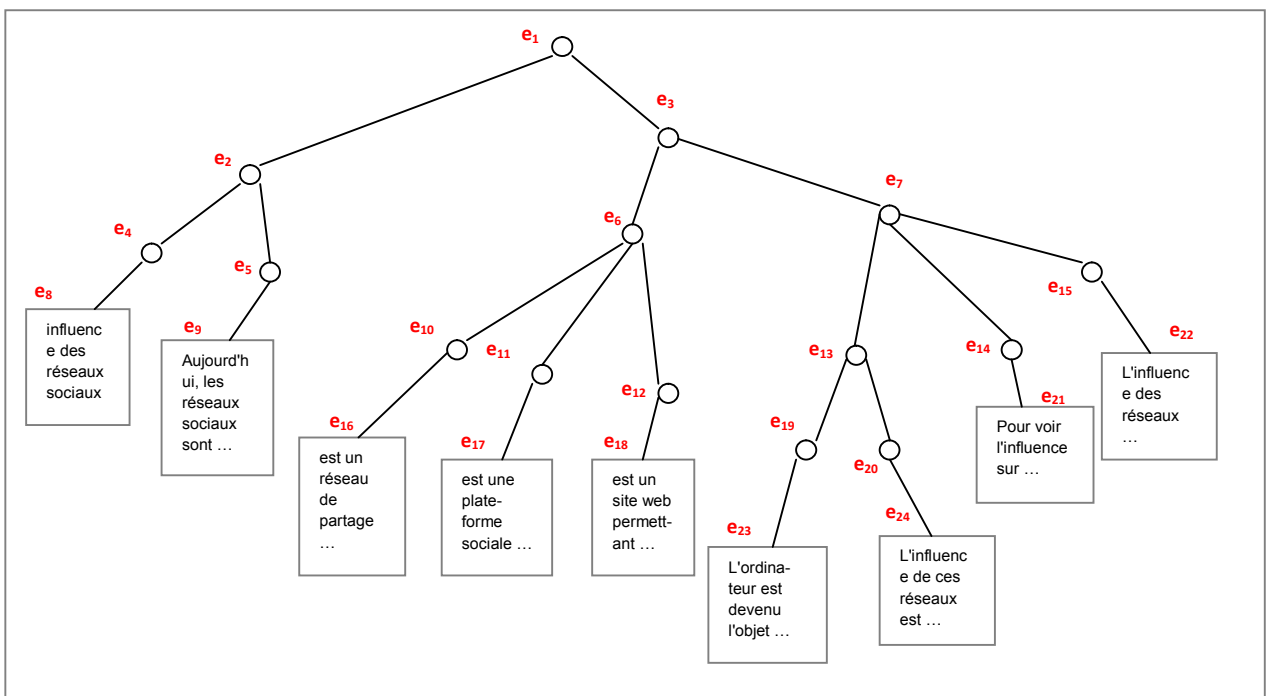 e₁
e₃
e₂
e₇
e₆
e₄
e₅
e₁₅
e₈
influenc
e des
réseaux
sociaux
e₉
Aujourd'h
ui, les
réseaux
sociaux
sont …
e₁₀
e₁₁
e₁₂
e₁₃
e₁₄
e₂₂
L'influenc
e des
réseaux
…
e₁₆
est un
réseau
de
partage
…
e₁₇
est une
plate-
forme
sociale …
e₁₈
est un
site web
permett-
ant …
e₁₉
e₂₀
e₂₁
Pour voir
l'influence
sur …
e₂₃
L'ordina-
teur est
devenu
l'objet …
e₂₄
L'influenc
e de ces
réseaux
est …